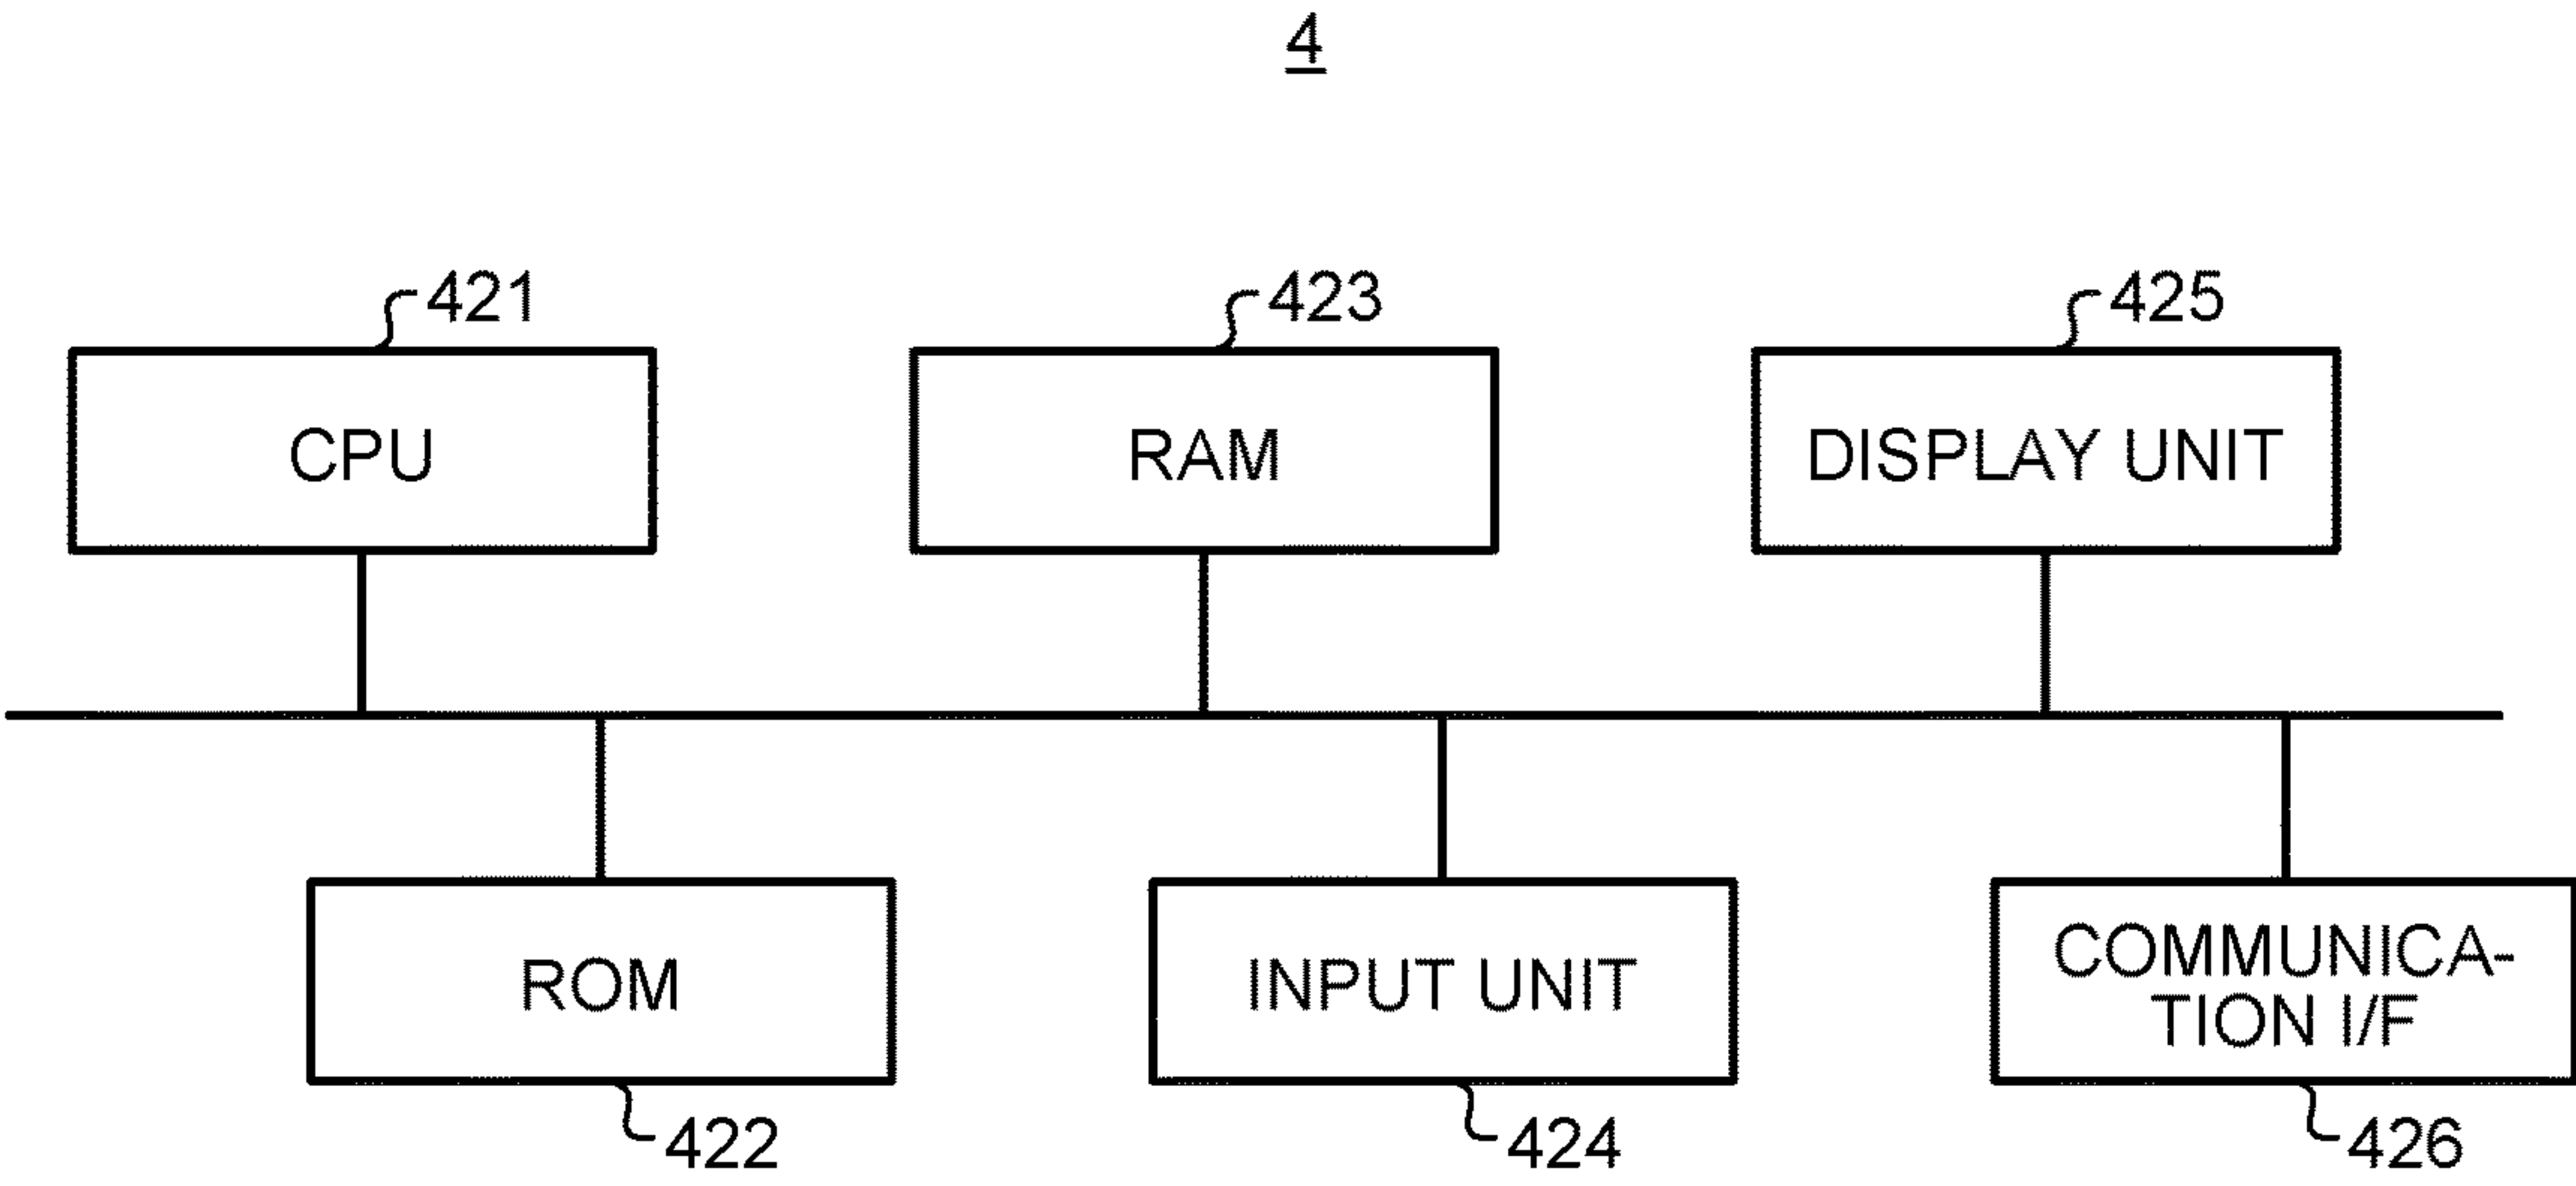 4
421
423
425
CPU
RAM
DISPLAY UNIT
ROM
INPUT UNIT
COMMUNICA-
TION I/F
422
424
426